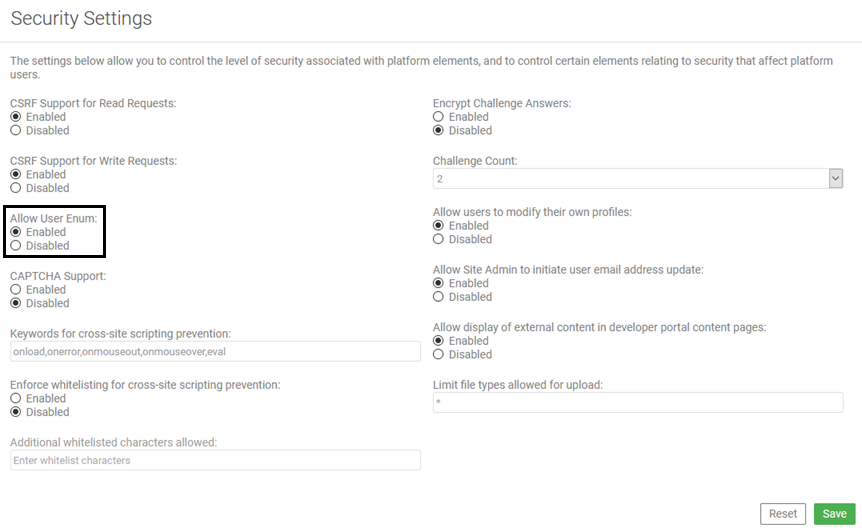 Security Settings
The settings below allow you to control the level of security associated with platform elements, and to control certain elements relating to security that affect platform
users.
CSRF Support for Read Requests:
Enabled
Disabled
CSRF Support for Write Requests:
Enabled
Disabled
Allow User Enum:
Enabled
Disabled
CAPTCHA Support:
Enabled
Disabled
Keywords for cross-site scripting prevention:
onload,onerror,onmouseout,onmouseover,eval
Enforce whitelisting for cross-site scripting prevention:
Enabled
Disabled
Additional whitelisted characters allowed:
Enter whitelist characters
Encrypt Challenge Answers:
Enabled
Disabled
Challenge Count:
2
Allow users to modify their own profiles:
Enabled
Disabled
Allow Site Admin to initiate user email address update:
Enabled
Disabled
Allow display of external content in developer portal content pages:
Enabled
Disabled
Limit file types allowed for upload:
*
Reset
Save